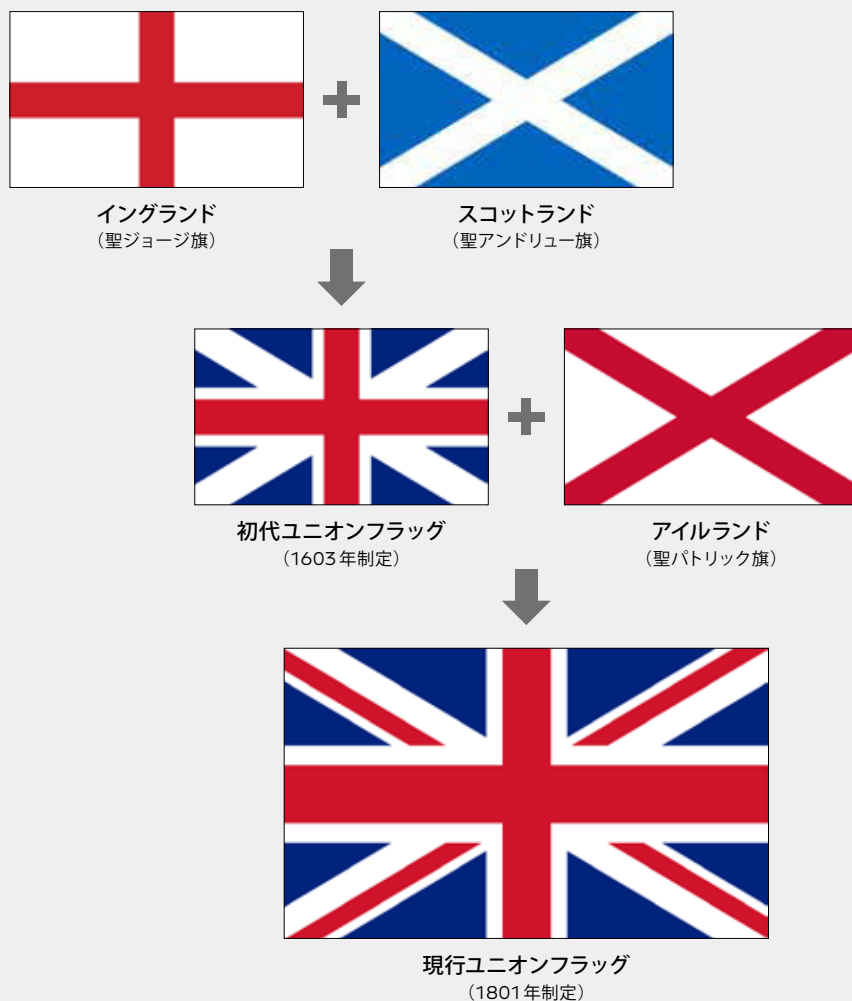 イングランド
（聖ジョージ旗）
スコットランド
（聖アンドリュー旗）
初代ユニオンフラッグ
（1603年制定）
アイルランド
（聖パトリック旗）
現行ユニオンフラッグ
（1801年制定）